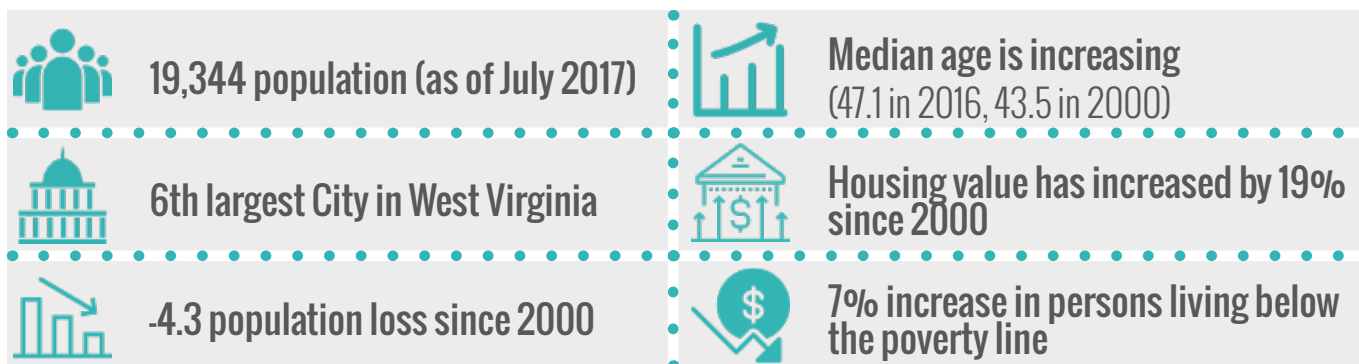 19,344 population (as of July 2017)
Median age is increasing
(47.1 in 2016, 43.5 in 2000)
6th largest City in West Virginia
Housing value has increased by 19%
since 2000
-4.3 population loss since 2000
7% increase in persons living below
the poverty line